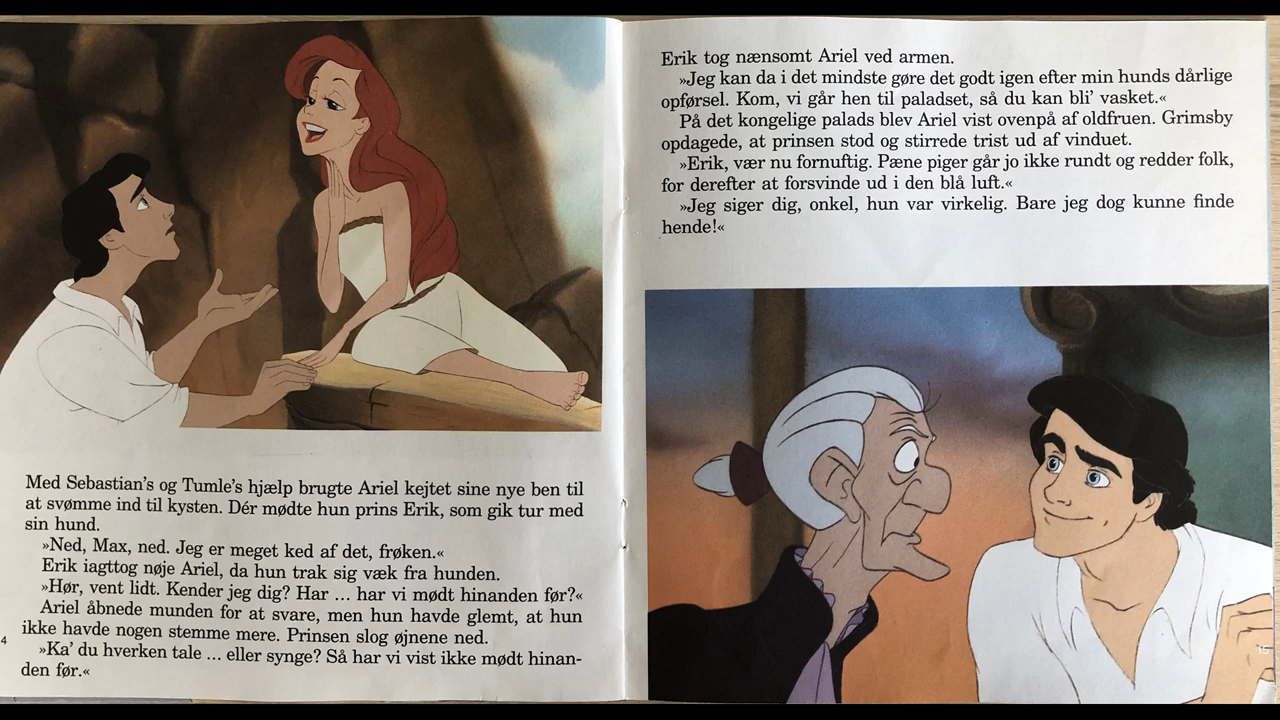 Med Sebastian's og Tumle's hjælp brugte Ariel kejtet sine nye ben til
at svømme ind til kysten. Dér mødte hun prins Erik, som gik tur med
sin hund.
»Ned, Max, ned. Jeg er meget ked af det, frøken.«
Erik iagttog nøje Ariel, da hun trak sig væk fra hunden.
»Hør, vent lidt. Kender jeg dig? Har ... har vi mødt hinanden før?«
Ariel åbnede munden for at svare, men hun havde glemt, at hun
ikke havde nogen stemme mere. Prinsen slog øjnene ned.
»Ka' du hverken tale ... eller synge? Så har vi vist ikke mødt hinan-
den før.«
4
Erik tog nænsomt Ariel ved armen.
»Jeg kan da i det mindste gøre det godt igen efter min hunds dårlige
opførsel. Kom, vi går hen til paladset, så du kan bli' vasket.«
På det kongelige palads blev Ariel vist ovenpå af oldfruen. Grimsby
opdagede, at prinsen stod og stirrede trist ud af vinduet.
»Erik, vær nu fornuftig. Pæne piger går jo ikke rundt og redder folk,
for derefter at forsvinde ud i den blå luft.«
»Jeg siger dig, onkel, hun var virkelig. Bare jeg dog kunne finde
hende!«
15